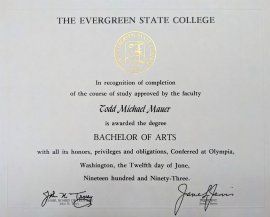 THE EVERGREEN STATE COLLEGE
In recognition of completion
of the course of study approved by the faculty
Todd Michael Mauer
is awarded the degree
BACHELOR OF ARTS
with all its honors, privileges and obligations, Conferred at Olympia,
Washington, the Twelfth day of June,
Nineteen hundred and Ninety-Three.